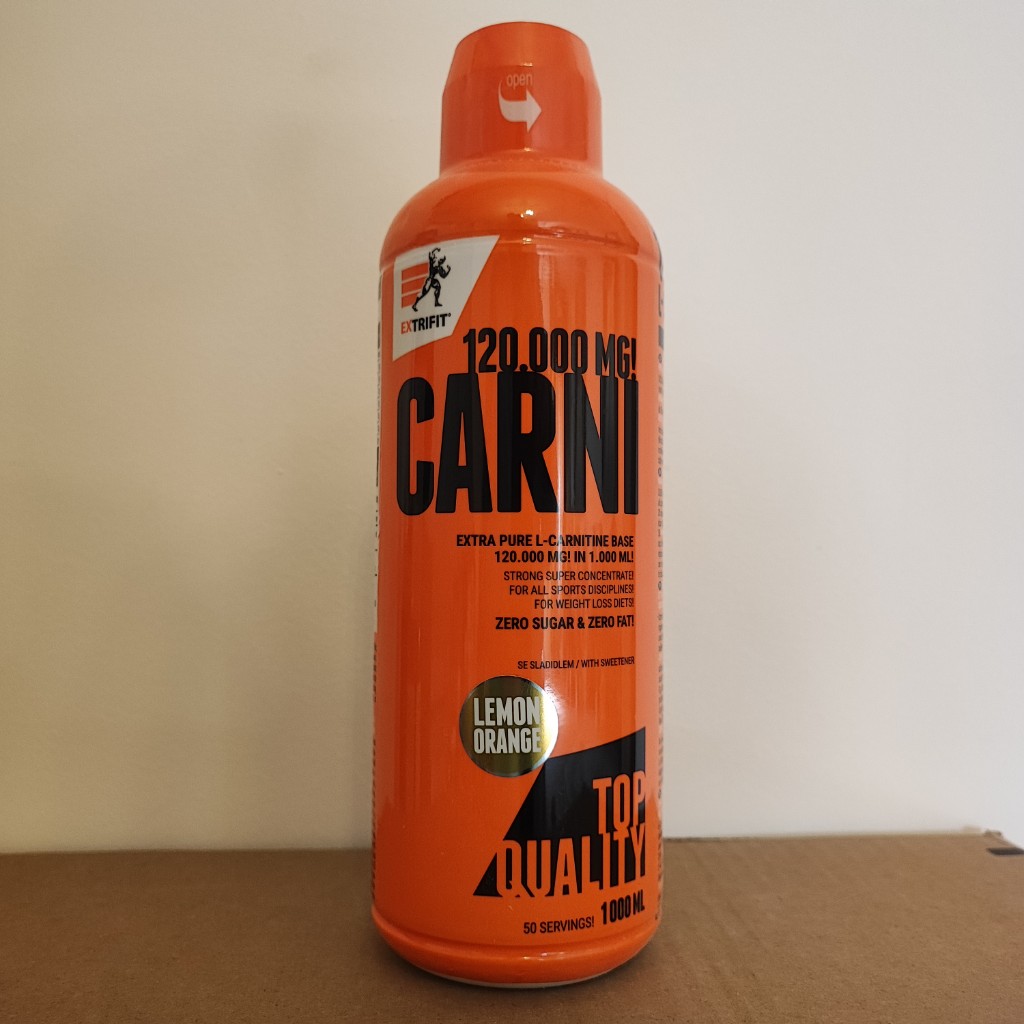 open
EXTRIFIT®
120.000 MG!
CARNI
EXTRA PURE L-CARNITINE BASE
120.000 MG! IN 1.000 ML!
STRONG SUPER CONCENTRATE!
FOR ALL SPORTS DISCIPLINES!
FOR WEIGHT LOSS DIETS!
ZERO SUGAR & ZERO FAT!
SE SLADIDLEM / WITH SWEETENER
LEMON
ORANGE
TOP
QUALITY
50 SERVINGS! 1000 ML